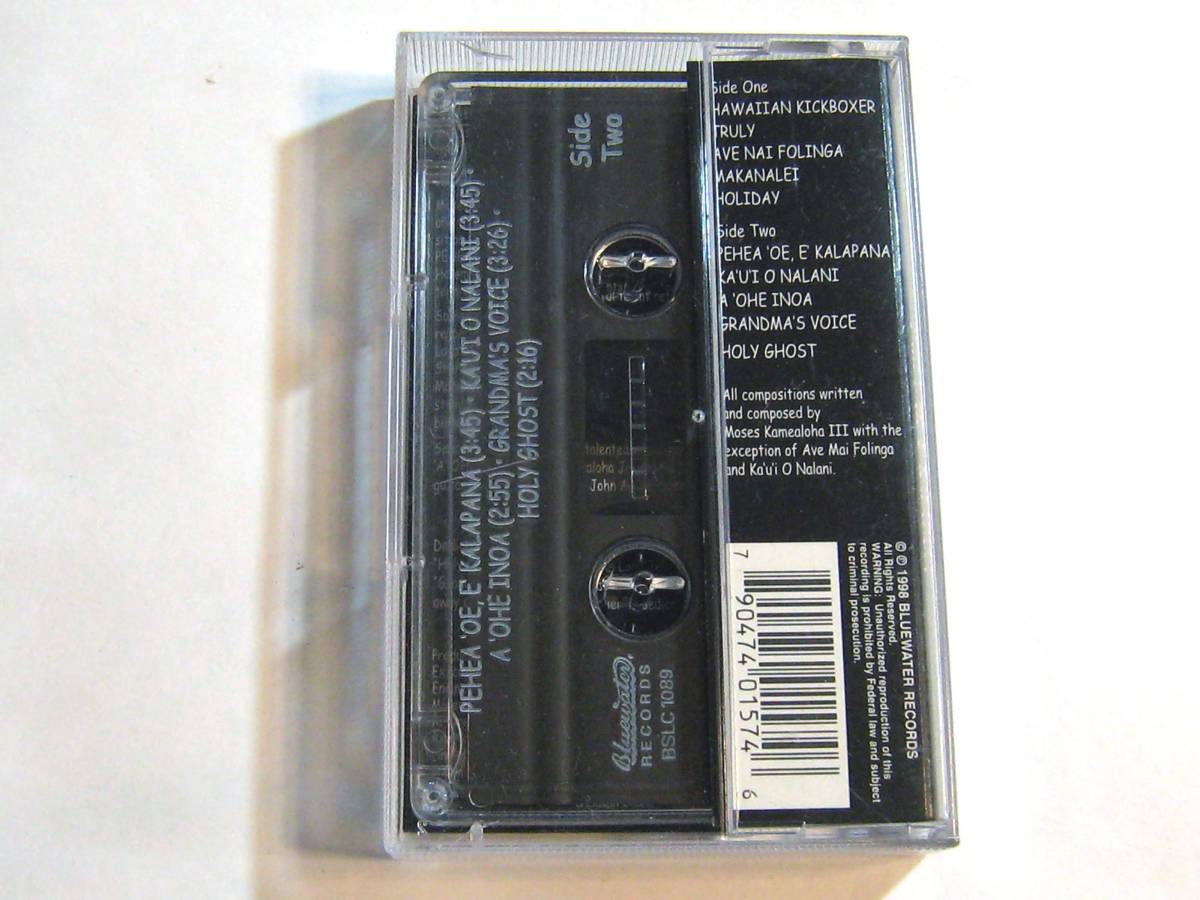 Side One
HAWAIIAN KICKBOXER
TRULY
AVE NAI FOLINGA
MAKANALEI
HOLIDAY
Side Two
PEHEA 'OE, E' KALAPANA
KA'U'I O NALANI
A 'OHE INOA
GRANDMA'S VOICE
HOLY GHOST
All compositions written
and composed by
Moses Kamealoha III with the
exception of Ave Mai Folinga
and Ka'u'i O Nalani.
© ℗ 1998 BLUEWATER RECORDS
All Rights Reserved.
WARNING: Unauthorized reproduction of this
recording is prohibited by Federal law and subject
to criminal prosecution.
7 90474 01574 6
Side
Two
PEHEA 'OE, E' KALAPANA (3:45) • KA'U'I O NALANI (3:45) •
A 'OHE INOA (2:55) • GRANDMA'S VOICE (3:26) •
HOLY GHOST (2:16)
Bluewater
RECORDS
BSLC 1089
talented
aloha
John